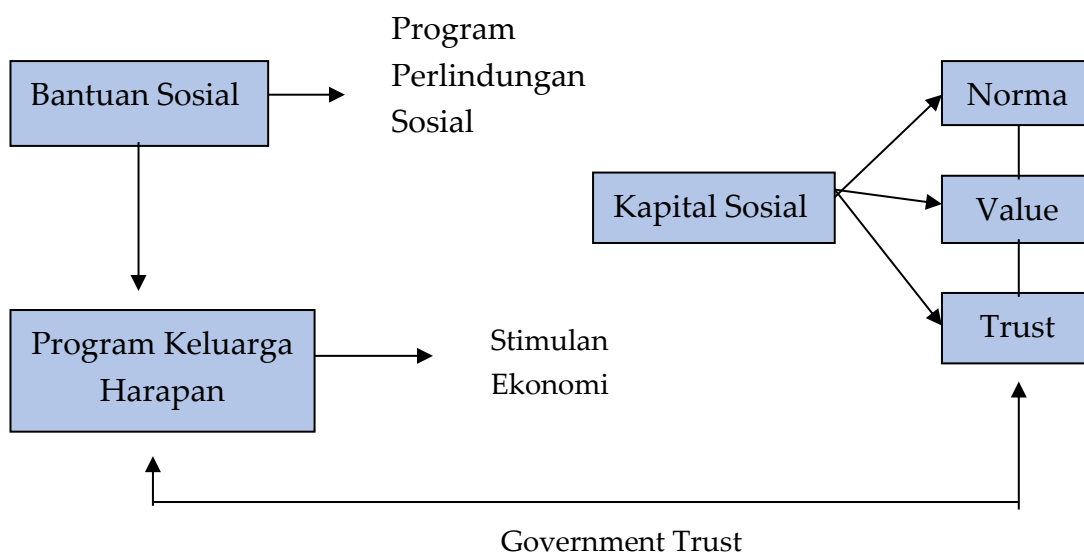 Bantuan Sosial
Program
Perlindungan
Sosial
Norma
Kapital Sosial
Value
Program Keluarga
Harapan
Stimulan
Ekonomi
Trust
Government Trust